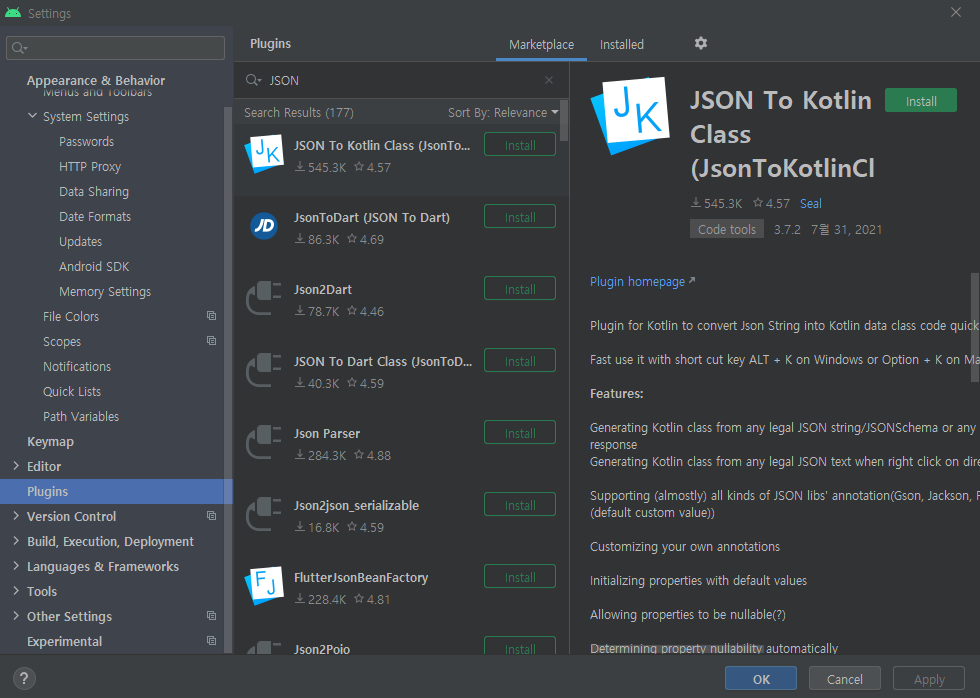 Settings
Appearance & Behavior
Menus and Toolbars
System Settings
Passwords
HTTP Proxy
Data Sharing
Date Formats
Updates
Android SDK
Memory Settings
File Colors
Scopes
Notifications
Quick Lists
Path Variables
Keymap
Editor
Plugins
Version Control
Build, Execution, Deployment
Languages & Frameworks
Tools
Other Settings
Experimental
Plugins
Marketplace
Installed
JSON
Search Results (177)
Sort By: Relevance
JK
JSON To Kotlin Class (JsonTo...
545.3K 4.57
Install
JD
JsonToDart (JSON To Dart)
86.3K 4.69
Install
Json2Dart
78.7K 4.46
Install
JSON To Dart Class (JsonToD...
40.3K 4.59
Install
Json Parser
284.3K 4.88
Install
Json2json_serializable
16.8K 4.59
Install
FJ
FlutterJsonBeanFactory
228.4K 4.81
Install
Json2Pojo
Install
JK
JSON To Kotlin
Class
(JsonToKotlinCl
Install
545.3K 4.57 Seal
Code tools 3.7.2 7월 31, 2021
Plugin homepage
Plugin for Kotlin to convert Json String into Kotlin data class code quick
Fast use it with short cut key ALT + K on Windows or Option + K on Ma
Features:
Generating Kotlin class from any legal JSON string/JSONSchema or any
response
Generating Kotlin class from any legal JSON text when right click on dire
Supporting (almost) all kinds of JSON libs' annotation(Gson, Jackson, F
(default custom value))
Customizing your own annotations
Initializing properties with default values
Allowing properties to be nullable(?)
Determining property nullability automatically
?
OK
Cancel
Apply